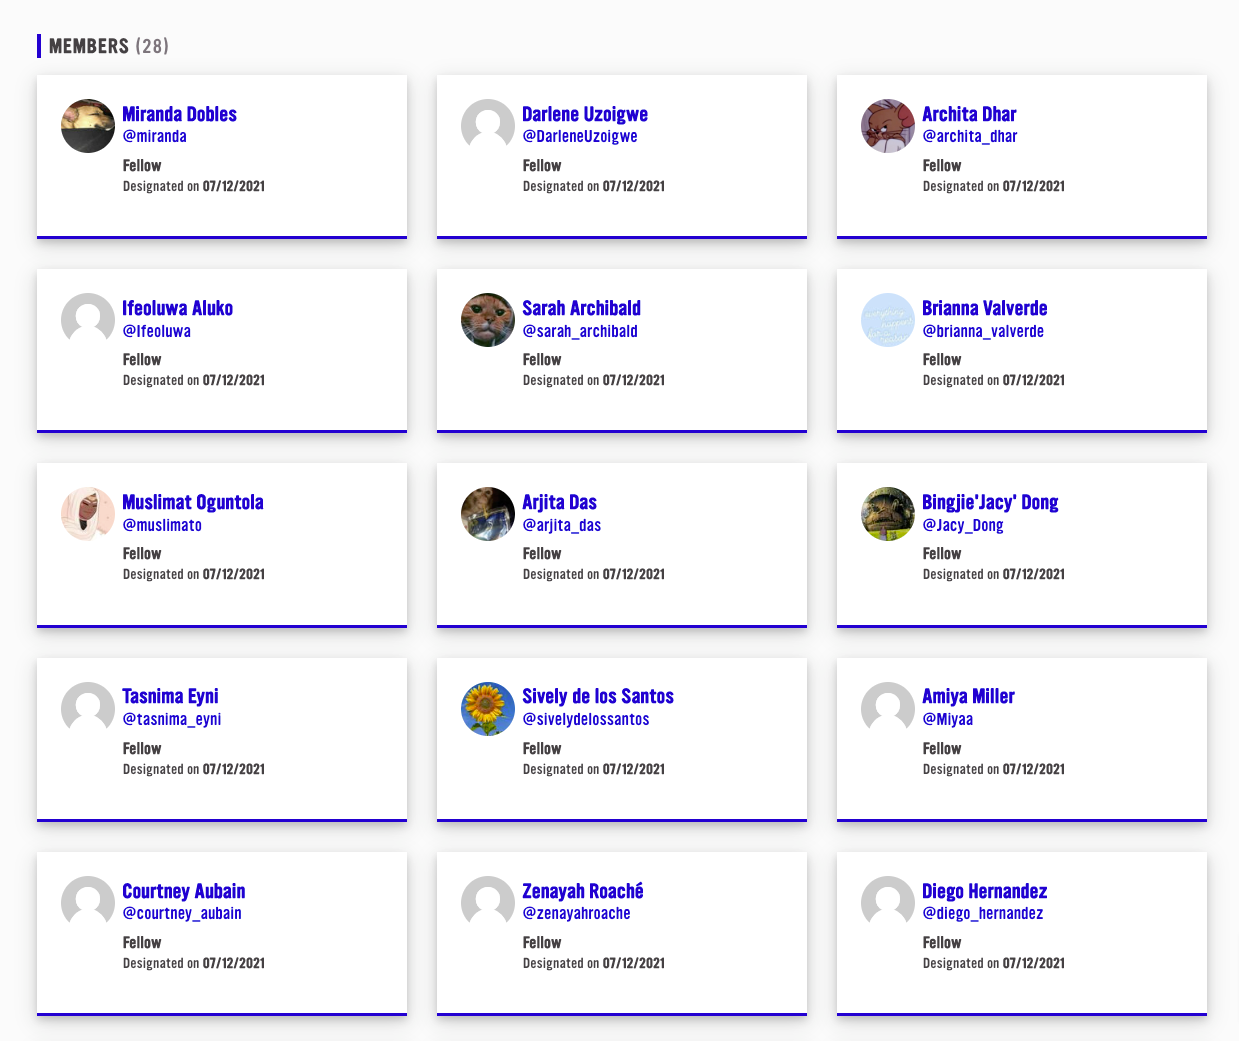 MEMBERS (28)
Miranda Dobles
@miranda
Fellow
Designated on 07/12/2021
Darlene Uzoigwe
@DarleneUzoigwe
Fellow
Designated on 07/12/2021
Archita Dhar
@archita_dhar
Fellow
Designated on 07/12/2021
Ifeoluwa Aluko
@Ifeoluwa
Fellow
Designated on 07/12/2021
Sarah Archibald
@sarah_archibald
Fellow
Designated on 07/12/2021
Brianna Valverde
@brianna_valverde
Fellow
Designated on 07/12/2021
Muslimat Oguntola
@muslimato
Fellow
Designated on 07/12/2021
Arjita Das
@arjita_das
Fellow
Designated on 07/12/2021
Bingjie'Jacy' Dong
@Jacy_Dong
Fellow
Designated on 07/12/2021
Tasnima Eyni
@tasnima_eyni
Fellow
Designated on 07/12/2021
Sively de los Santos
@sivelydelossantos
Fellow
Designated on 07/12/2021
Amiya Miller
@Miyaa
Fellow
Designated on 07/12/2021
Courtney Aubain
@courtney_aubain
Fellow
Designated on 07/12/2021
Zenayah Roaché
@zenayahroache
Fellow
Designated on 07/12/2021
Diego Hernandez
@diego_hernandez
Fellow
Designated on 07/12/2021